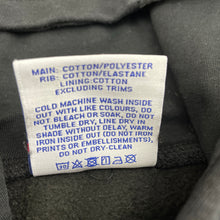 MAIN: COTTON/POLYESTER
RIB: COTTON/ELASTANE
LINING:COTTON
EXCLUDING TRIMS
COLD MACHINE WASH INSIDE
OUT WITH LIKE COLOURS, DO
NOT BLEACH OR SOAK, DO NOT
TUMBLE DRY, LINE DRY IN
SHADE WITHOUT DELAY, WARM
IRON INSIDE OUT (DO NOT IRON
PRINTS OR EMBELLISHMENTS),
DO NOT DRY-CLEAN